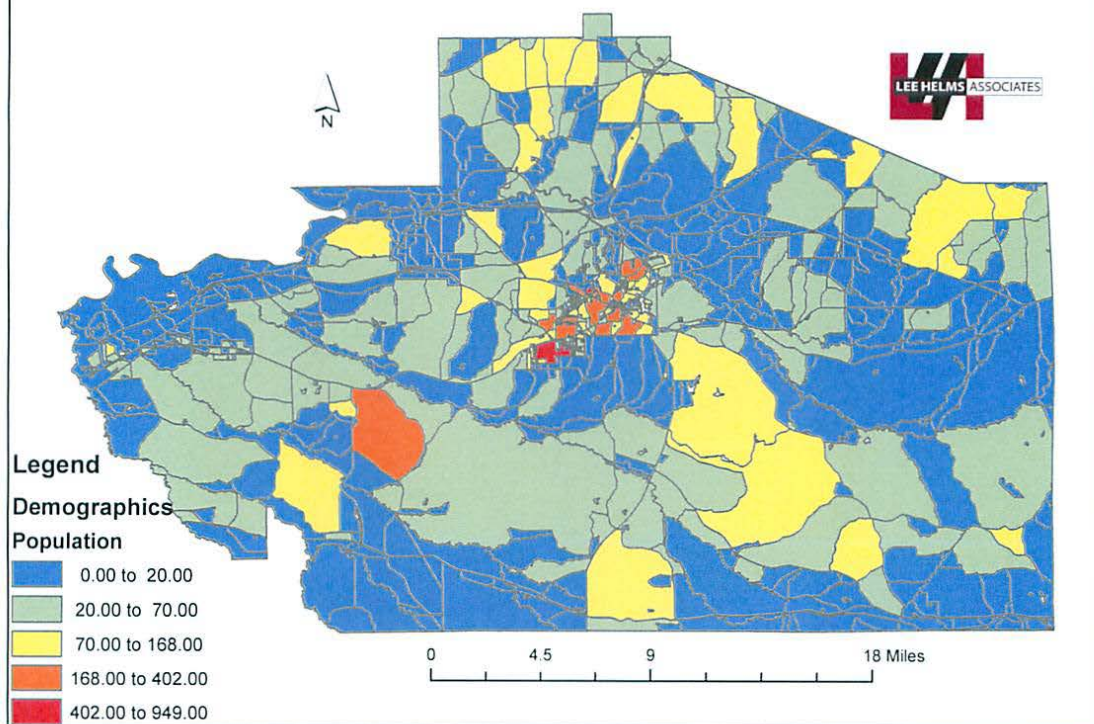 N
LEE HELMS ASSOCIATES
Legend
Demographics
Population
0.00 to 20.00
20.00 to 70.00
70.00 to 168.00
168.00 to 402.00
402.00 to 949.00
0 4.5 9 18 Miles